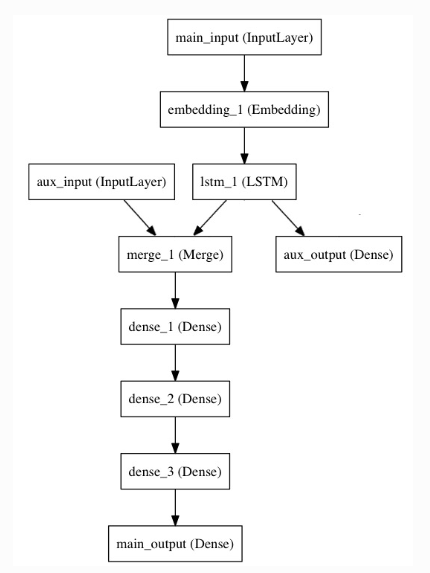 main_input (InputLayer)
embedding_1 (Embedding)
aux_input (InputLayer)
lstm_1 (LSTM)
merge_1 (Merge)
aux_output (Dense)
dense_1 (Dense)
dense_2 (Dense)
dense_3 (Dense)
main_output (Dense)